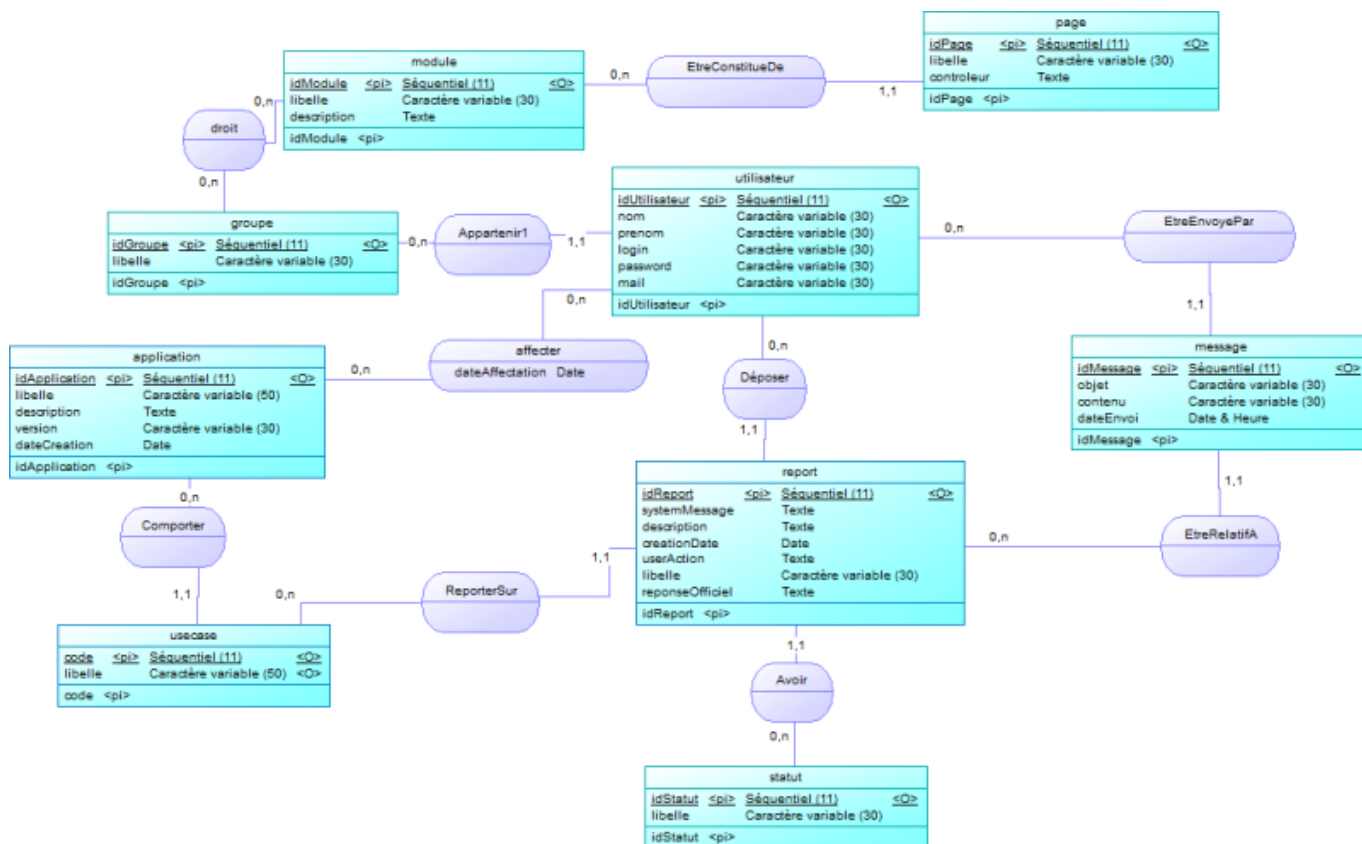 page
idPage <pi> Séquentiel (11) <O>
libelle Caractère variable (30)
controleur Texte
idPage <pi>
EtreConstitueDe
0,n
1,1
module
idModule <pi> Séquentiel (11) <O>
libelle Caractère variable (30)
description Texte
idModule <pi>
0,n
droit
0,n
utilisateur
idUtilisateur <pi> Séquentiel (11) <O>
nom Caractère variable (30)
prenom Caractère variable (30)
login Caractère variable (30)
password Caractère variable (30)
mail Caractère variable (30)
idUtilisateur <pi>
groupe
idGroupe <pi> Séquentiel (11) <O>
libelle Caractère variable (30)
idGroupe <pi>
0,n
Appartenir1
1,1
0,n
EtreEnvoyePar
1,1
0,n
affecter
dateAffectation Date
0,n
application
idApplication <pi> Séquentiel (11) <O>
libelle Caractère variable (50)
description Texte
version Caractère variable (30)
dateCreation Date
idApplication <pi>
0,n
Déposer
1,1
message
idMessage <pi> Séquentiel (11) <O>
objet Caractère variable (30)
contenu Caractère variable (30)
dateEnvoi Date & Heure
idMessage <pi>
1,1
EtreRelatifA
0,n
report
idReport <pi> Séquentiel (11) <O>
systemMessage Texte
description Texte
creationDate Date
userAction Texte
libelle Caractère variable (30)
reponseOfficiel Texte
idReport <pi>
0,n
Comporter
1,1
0,n
ReporterSur
1,1
usecase
code <pi> Séquentiel (11) <O>
libelle Caractère variable (50) <O>
code <pi>
1,1
Avoir
0,n
statut
idStatut <pi> Séquentiel (11) <O>
libelle Caractère variable (30)
idStatut <pi>